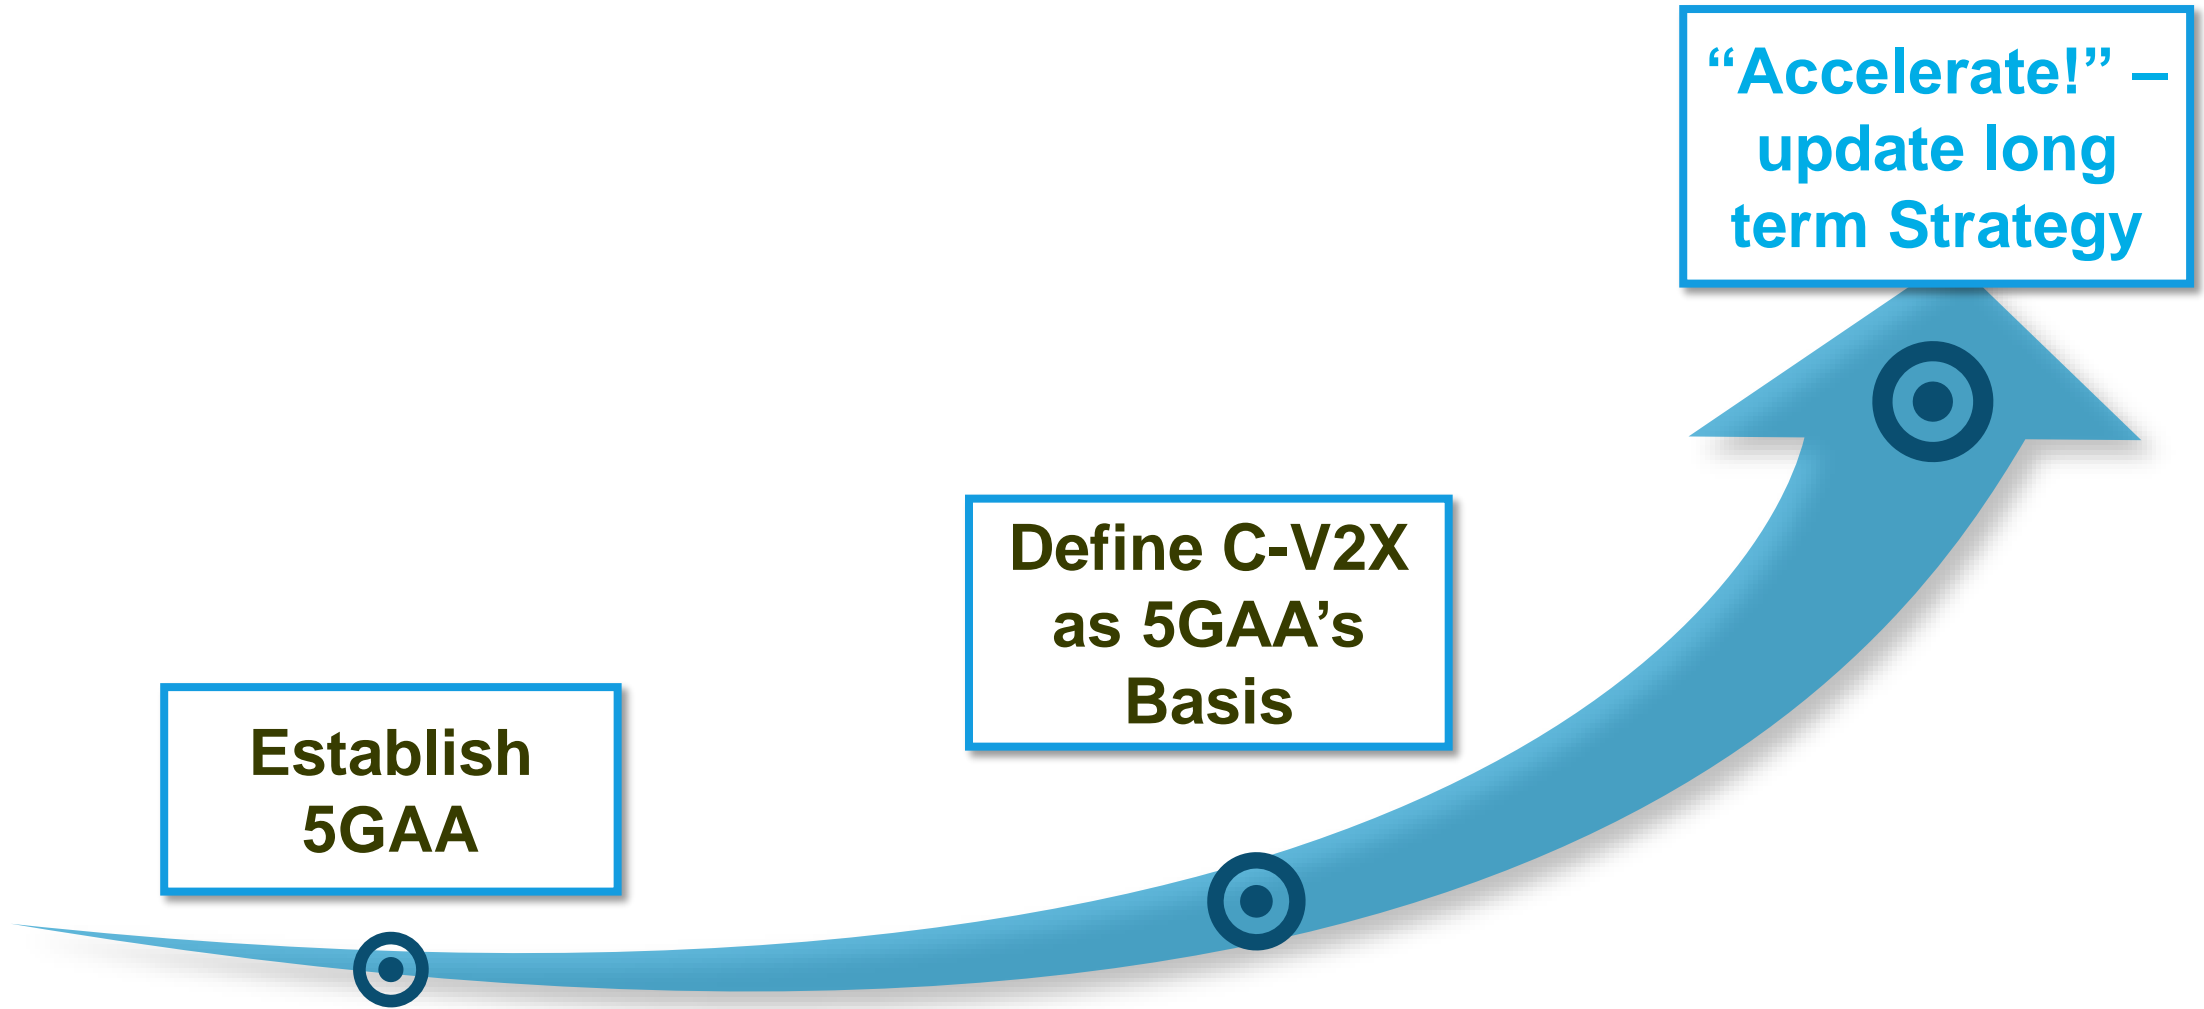 “Accelerate!” –
update long
term Strategy
Define C-V2X
as 5GAA’s
Basis
Establish
5GAA